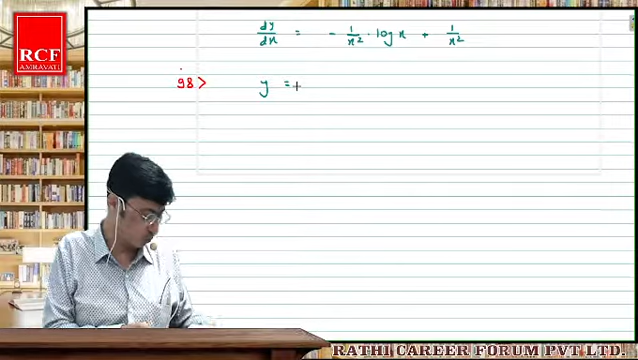 dy/dx = - 1/x² · log x + 1/x²
RCF
AMRAVATI
98> y =
RATHI CAREER FORUM PVT LTD.